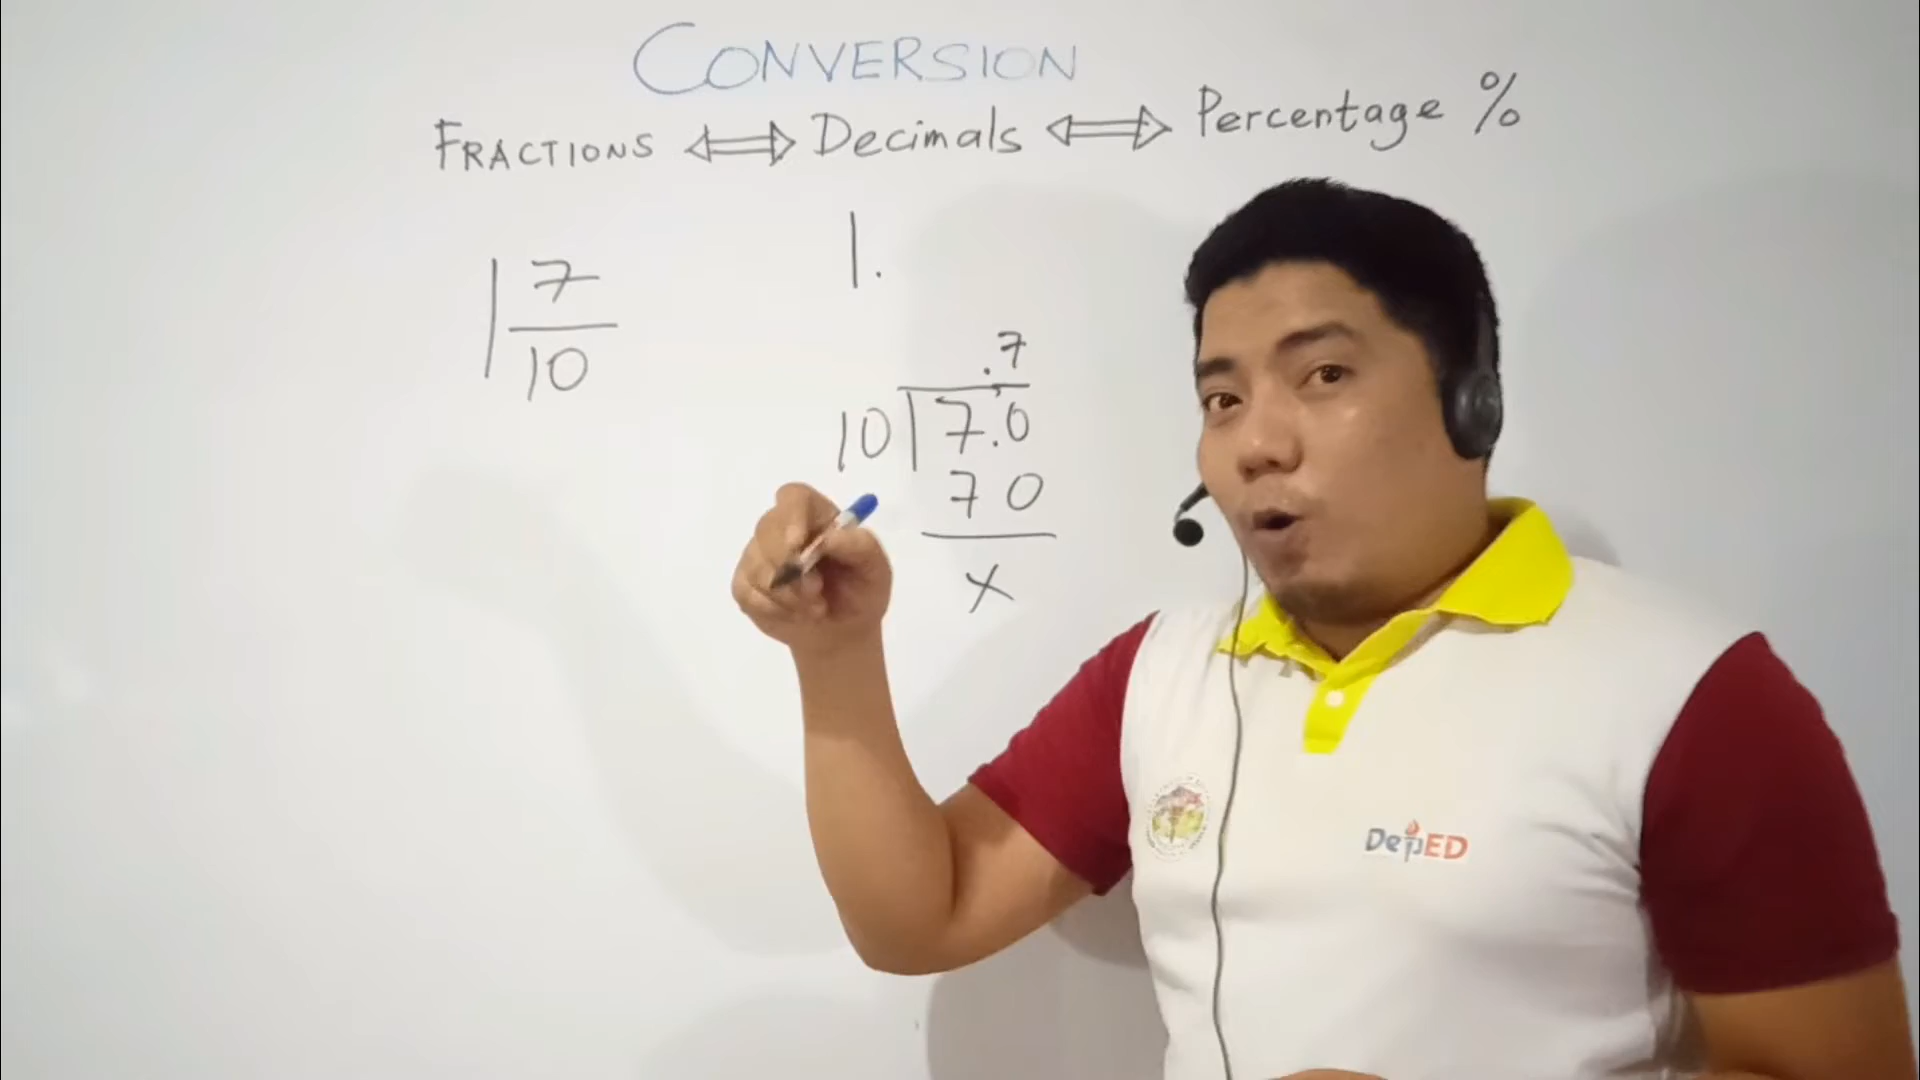 CONVERSION
FRACTIONS ⇔ Decimals ⇔ Percentage %
1 7/10
1.
.7
10 7.0
70
x
DepED